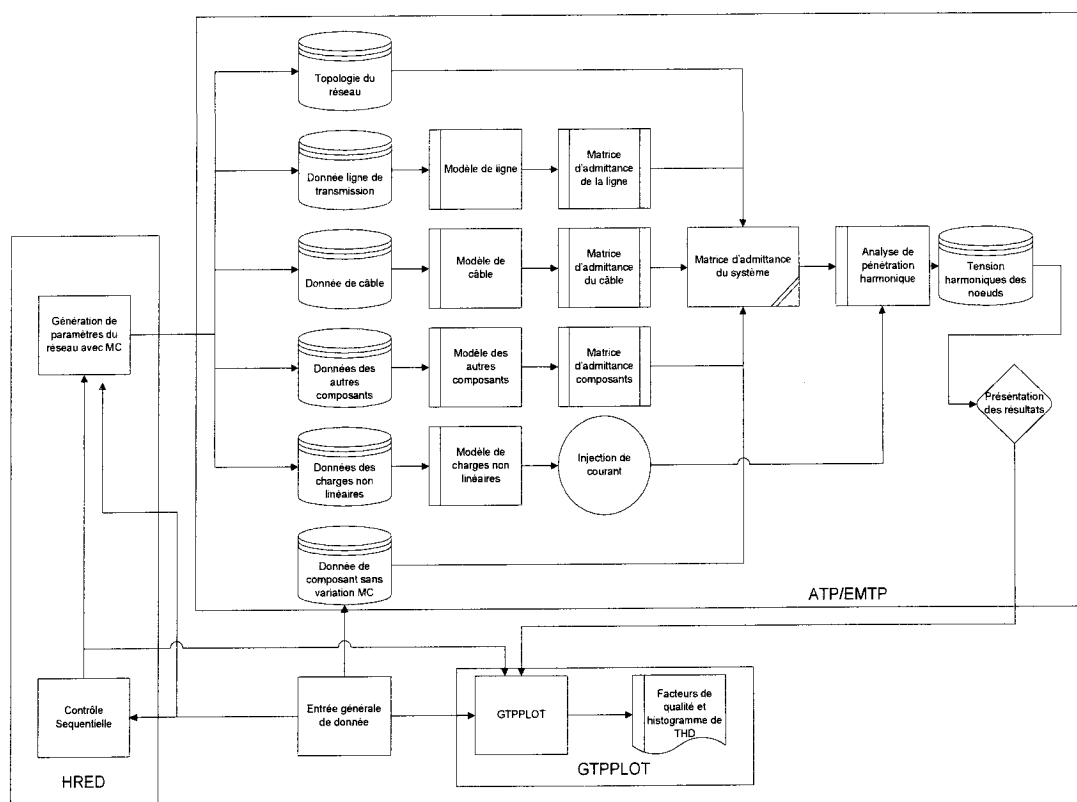 Topologie du
réseau
Donnée ligne de
transmission
Modèle de ligne
Matrice
d'admittance
de la ligne
Donnée de câble
Modèle de
câble
Matrice
d'admittance
du câble
Matrice d'admittance
du système
Analyse de
pénétration
harmonique
Tension
harmoniques des
noeuds
Génération de
paramètres du
réseau avec MC
Données des
autres
composants
Modèle des
autres
composants
Matrice
d'admittance
composants
Présentation
des résultats
Données des
charges non
linéaires
Modèle de
charges non
linéaires
Injection de
courant
Donnée de
composant sans
variation MC
ATP/EMTP
Contrôle
Sequentielle
HRED
Entrée générale
de donnée
GTPPLOT
Facteurs de
qualité et
histogramme de
THD
GTPPLOT